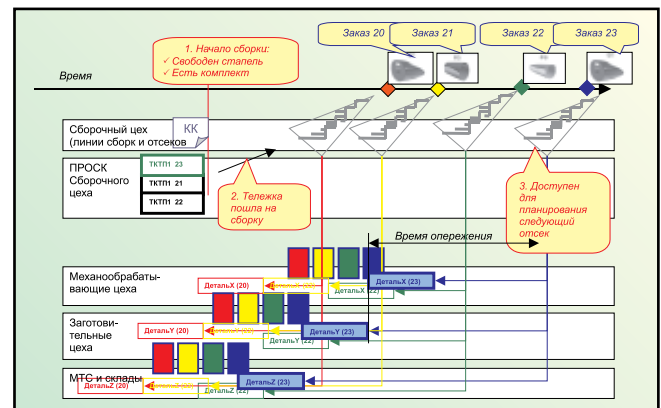 Заказ 20
Заказ 21
Заказ 22
Заказ 23
1. Начало сборки:
✓ Свободен стапель
✓ Есть комплект
Время
Сборочный цех
(линии сборк и отсеков
КК
ПРОСК
Сборочного
цеха
ТКТП1 23
ТКТП1 21
ТКТП1 22
2. Тележка
пошла на
сборку
3. Доступен
для
планирования
следующий
отсек
Время опережения
Механообрабаты-
вающие цеха
ДетальX (20)
ДетальX (22)
ДетальX (23)
Заготови-
тельные
цеха
ДетальY (20)
ДетальY (22)
ДетальY (23)
МТС и склады
ДетальZ (20)
ДетальZ (22)
ДетальZ (23)